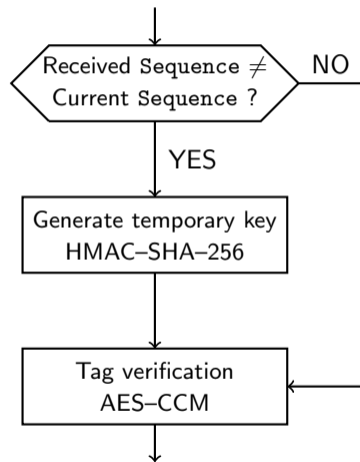 Received Sequence ≠
Current Sequence ?
NO
YES
Generate temporary key
HMAC–SHA–256
Tag verification
AES–CCM